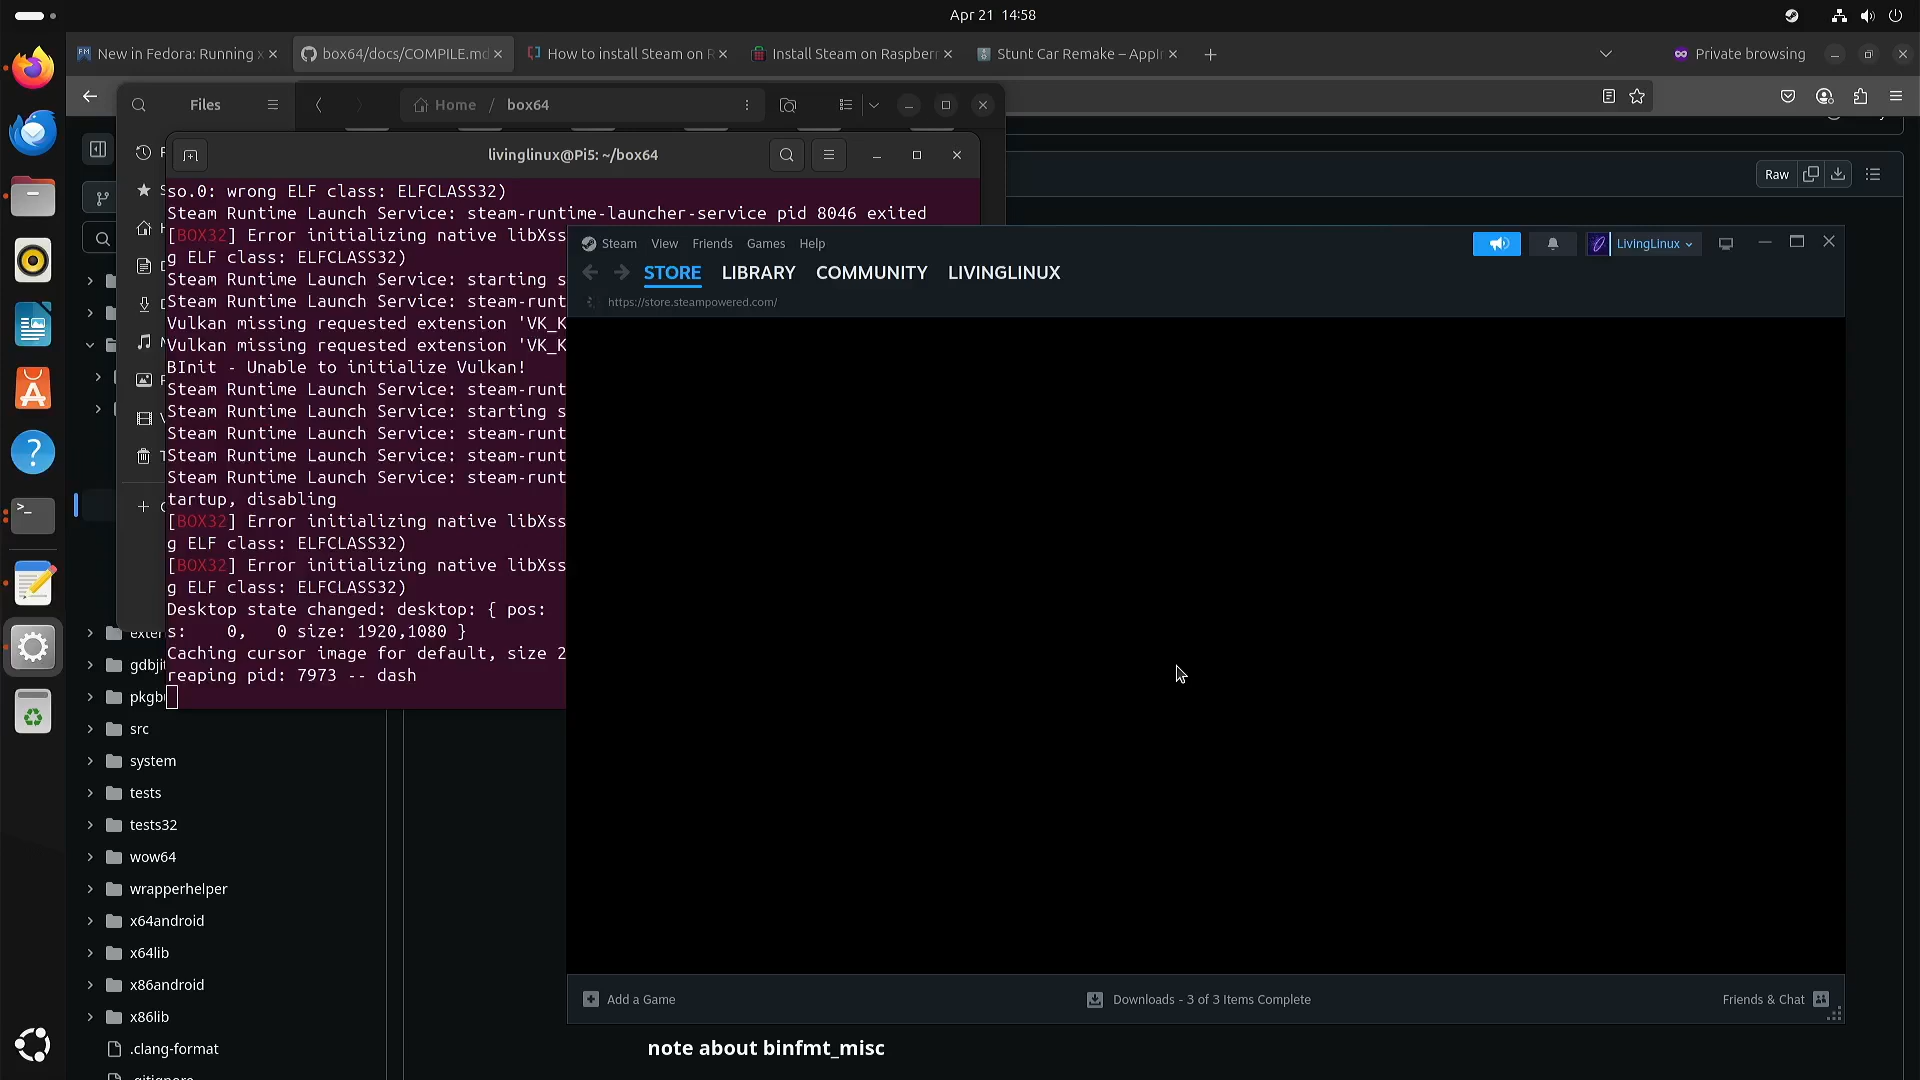 Apr 21 14:58
New in Fedora: Running x
box64/docs/COMPILE.md
How to install Steam on R
Install Steam on Raspberr
Stunt Car Remake – AppI
Private browsing
Files
Home / box64
livinglinux@Pi5: ~/box64
Raw
so.0: wrong ELF class: ELFCLASS32)
Steam Runtime Launch Service: steam-runtime-launcher-service pid 8046 exited
[BOX32] Error initializing native libXss
g ELF class: ELFCLASS32)
Steam Runtime Launch Service: starting s
Steam Runtime Launch Service: steam-runt
Vulkan missing requested extension 'VK_K
Vulkan missing requested extension 'VK_K
BInit - Unable to initialize Vulkan!
Steam Runtime Launch Service: steam-runt
Steam Runtime Launch Service: starting s
Steam Runtime Launch Service: steam-runt
Steam Runtime Launch Service: steam-runt
Steam Runtime Launch Service: steam-runt
tartup, disabling
[BOX32] Error initializing native libXss
g ELF class: ELFCLASS32)
[BOX32] Error initializing native libXss
g ELF class: ELFCLASS32)
Desktop state changed: desktop: { pos:
s:    0,   0 size: 1920,1080 }
Caching cursor image for default, size 2
reaping pid: 7973 -- dash
Steam View Friends Games Help
LivingLinux
STORE LIBRARY COMMUNITY LIVINGLINUX
https://store.steampowered.com/
Add a Game
Downloads - 3 of 3 Items Complete
Friends & Chat
exter
gdbjit
pkgbu
src
system
tests
tests32
wow64
wrapperhelper
x64android
x64lib
x86android
x86lib
.clang-format
.gitignore
note about binfmt_misc